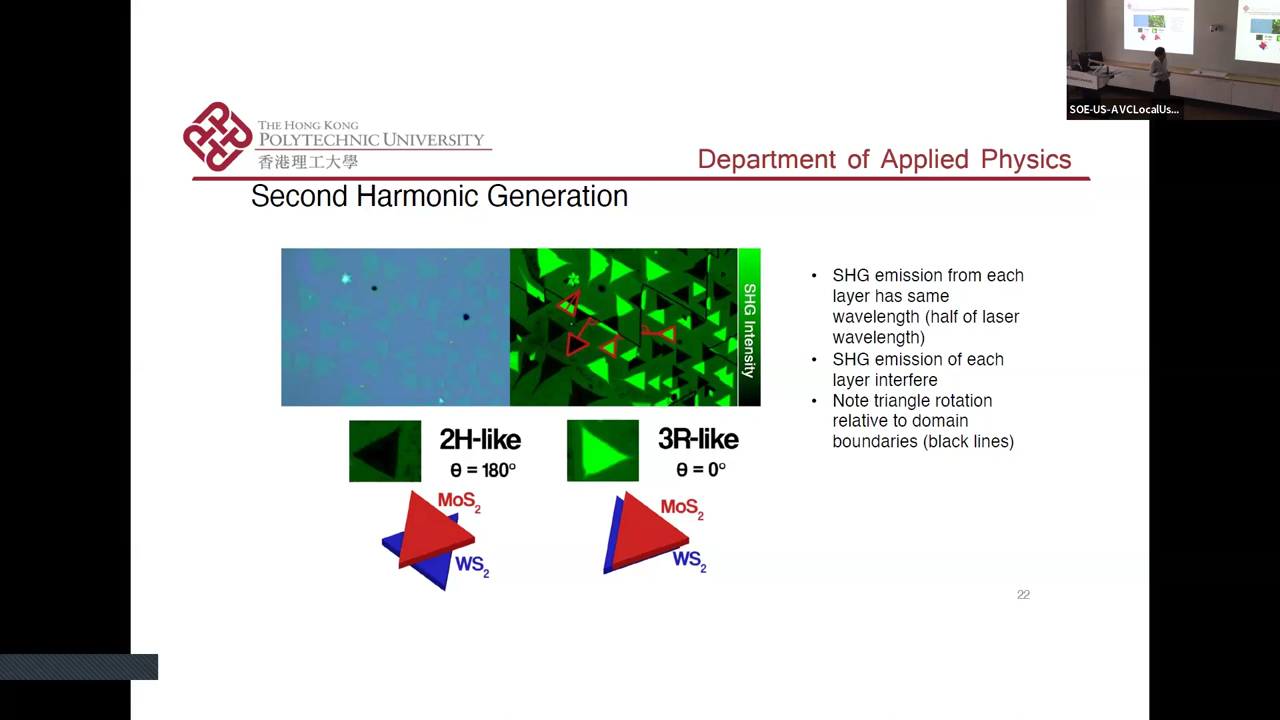 SOE-US-AVCLocalUs...
THE HONG KONG
POLYTECHNIC UNIVERSITY
香港理工大學
Department of Applied Physics
Second Harmonic Generation
SHG Intensity
2H-like
θ = 180°
3R-like
θ = 0°
MoS₂
WS₂
MoS₂
WS₂
• SHG emission from each
layer has same
wavelength (half of laser
wavelength)
• SHG emission of each
layer interfere
• Note triangle rotation
relative to domain
boundaries (black lines)
22